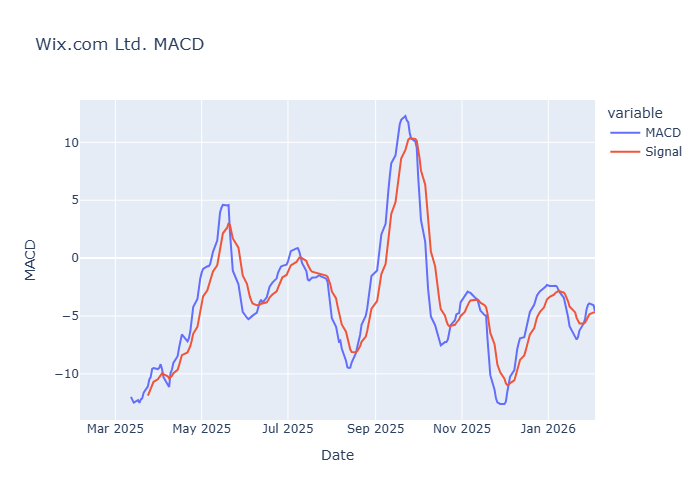 Wix.com Ltd. MACD
variable
MACD
Signal
MACD
10
5
0
−5
−10
Mar 2025
May 2025
Jul 2025
Sep 2025
Nov 2025
Jan 2026
Date